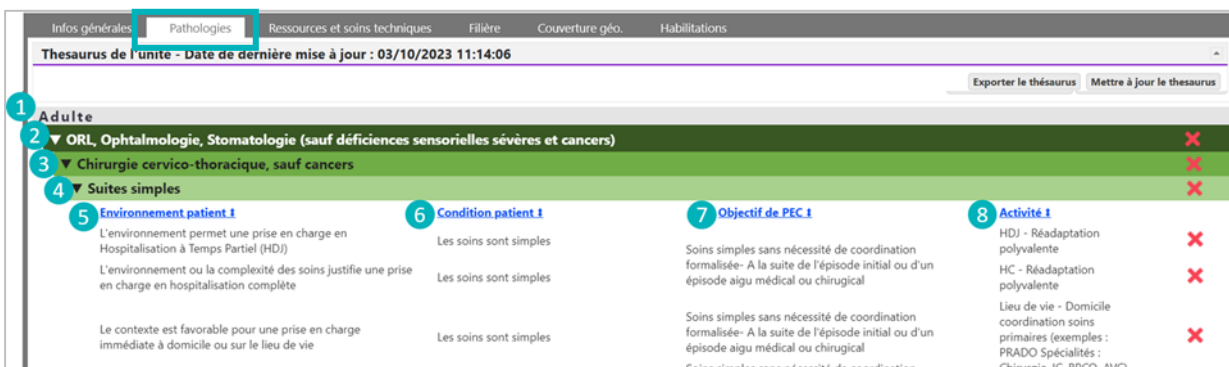 Infos générales Pathologies Ressources et soins techniques Filière Couverture géo. Habilitations
Thesaurus de l'unité - Date de dernière mise à jour : 03/10/2023 11:14:06
Exporter le thésaurus Mettre à jour le thesaurus
1 Adulte
2 ▼ ORL, Ophtalmologie, Stomatologie (sauf déficiences sensorielles sévères et cancers)
3 ▼ Chirurgie cervico-thoracique, sauf cancers
4 ▼ Suites simples
5 Environnement patient 6 Condition patient 7 Objectif de PEC 8 Activité
L'environnement permet une prise en charge en
Hospitalisation à Temps Partiel (HDJ)
Les soins sont simples
HDJ - Réadaptation
polyvalente
L'environnement ou la complexité des soins justifie une prise
en charge en hospitalisation complète
Les soins sont simples
Soins simples sans nécessité de coordination
formalisée- A la suite de l'épisode initial ou d'un
épisode aigu médical ou chirugical
HC - Réadaptation
polyvalente
Le contexte est favorable pour une prise en charge
immédiate à domicile ou sur le lieu de vie
Les soins sont simples
Soins simples sans nécessité de coordination
formalisée- A la suite de l'épisode initial ou d'un
épisode aigu médical ou chirugical
Lieu de vie - Domicile
coordination soins
primaires (exemples :
PRADO Spécialités :